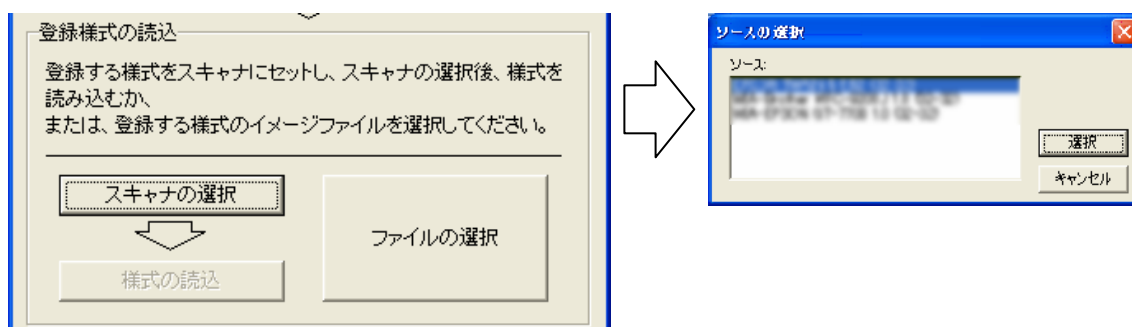 登録様式の読込
登録する様式をスキャナにセットし、スキャナの選択後、様式を
読み込むか、
または、登録する様式のイメージファイルを選択してください。
スキャナの選択
様式の読込
ファイルの選択
ソースの選択
ソース:
選択
キャンセル